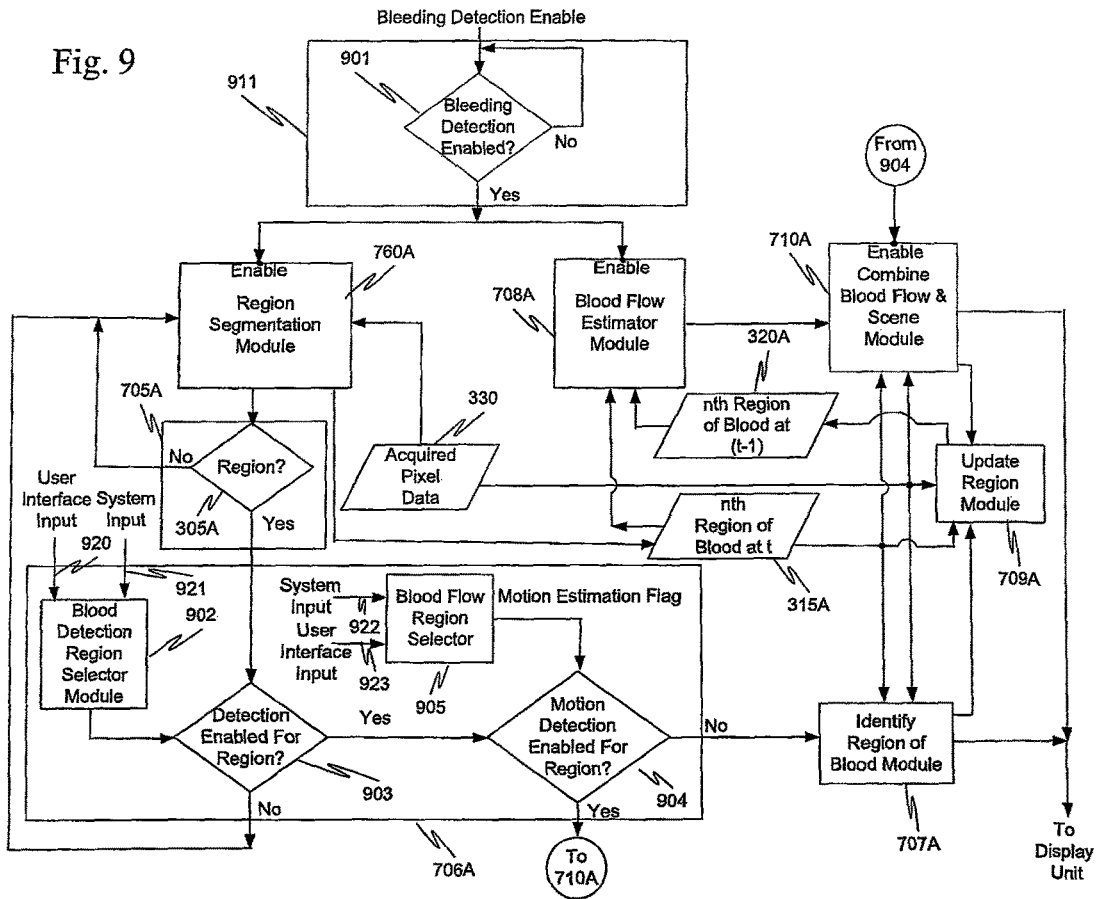 Bleeding Detection Enable
Fig. 9
901
911
Bleeding
Detection
Enabled?
No
Yes
From
904
760A
710A
Enable
Region
Segmentation
Module
708A
Enable
Blood Flow
Estimator
Module
Enable
Combine
Blood Flow &
Scene
Module
320A
705A
330
nth Region
of Blood at
(t-1)
No
Region?
Acquired
Pixel
Data
Update
Region
Module
User
Interface
Input
System
Input
305A
Yes
nth
Region of
Blood at t
920
921
315A
709A
Blood
Detection
Region
Selector
Module
902
System
Input
922
User
Interface
Input
923
Blood Flow
Region
Selector
Motion Estimation Flag
905
Detection
Enabled For
Region?
Yes
Motion
Detection
Enabled For
Region?
No
Identify
Region of
Blood Module
903
904
No
Yes
706A
To
710A
707A
To
Display
Unit